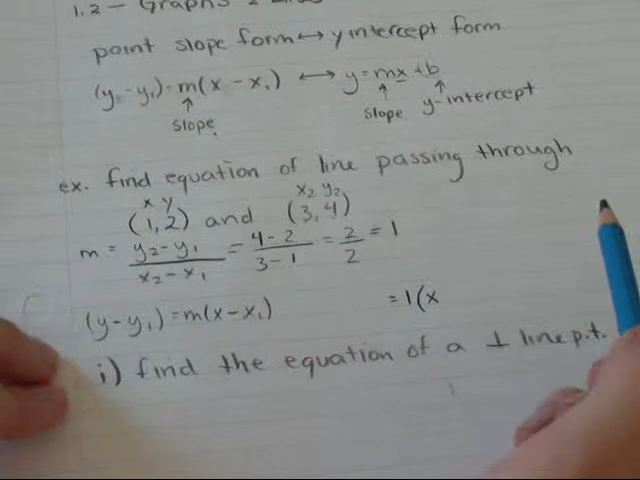 1.2 - Graphs
point slope form ↔ y intercept form
(y - y₁) = m(x - x₁) ↔ y = mx + b
↑ ↑ ↑
slope slope y-intercept
ex. find equation of line passing through
x y x₂ y₂
(1, 2) and (3, 4)
m = y₂-y₁/x₂-x₁ = 4-2/3-1 = 2/2 = 1
(y-y₁) = m(x-x₁) = 1(x
i) find the equation of a ⊥ line p.t.